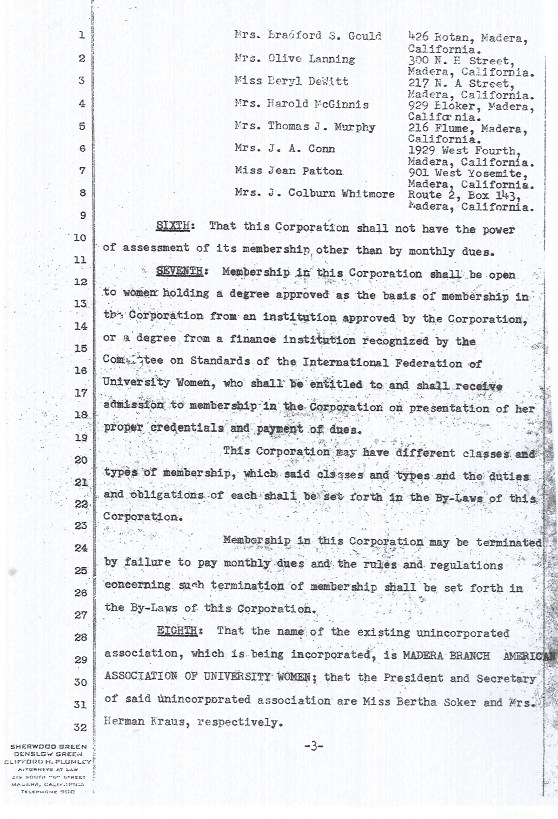 1 Mrs. Bradford S. Gould 426 Rotan, Madera,
California.
2 Mrs. Olive Lanning 300 N. E Street,
Madera, California.
3 Miss Beryl DeWitt 217 N. A Street,
Madera, California.
4 Mrs. Harold McGinnis 929 Bloker, Madera,
California.
5 Mrs. Thomas J. Murphy 216 Flume, Madera,
California.
6 Mrs. J. A. Conn 1929 West Fourth,
Madera, California.
7 Miss Jean Patton 901 West Yosemite,
Madera, California.
8 Mrs. J. Colburn Whitmore Route 2, Box 143,
Madera, California.
9
SIXTH: That this Corporation shall not have the power
10
of assessment of its membership other than by monthly dues.
11
SEVENTH: Membership in this Corporation shall be open
12
to women holding a degree approved as the basis of membership in
13
the Corporation from an institution approved by the Corporation,
14
or a degree from a finance institution recognized by the
15
Committee on Standards of the International Federation of
16
University Women, who shall be entitled to and shall receive
17
admission to membership in the Corporation on presentation of her
18
proper credentials and payment of dues.
19
This Corporation may have different classes and
20
types of membership, which said classes and types and the duties
21
and obligations of each shall be set forth in the By-Laws of this
22
Corporation.
23
Membership in this Corporation may be terminated
24
by failure to pay monthly dues and the rules and regulations
25
concerning such termination of membership shall be set forth in
26
the By-Laws of this Corporation.
27
EIGHTH: That the name of the existing unincorporated
28
association, which is being incorporated, is MADERA BRANCH AMERICAN
29
ASSOCIATION OF UNIVERSITY WOMEN; that the President and Secretary
30
of said unincorporated association are Miss Bertha Soker and Mrs.
31
Herman Kraus, respectively.
32
-3-
SHERWOOD GREEN
DENSLOW GREEN
CLIFFORD H. PLUMLEY
ATTORNEYS AT LAW
SOUTH STREET
MADERA, CALIFORNIA
TELEPHONE